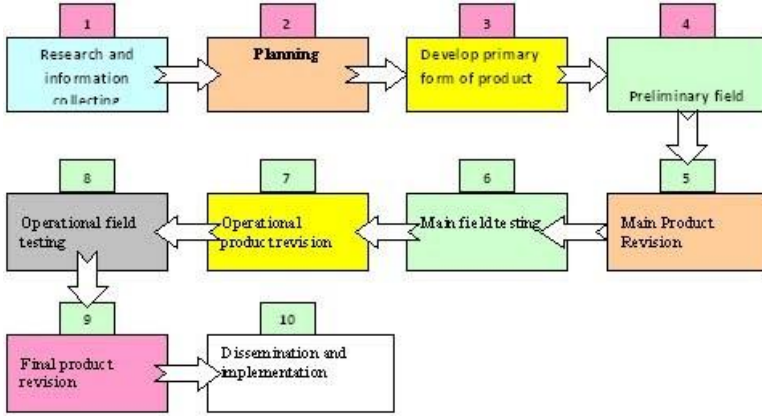 1
Research and
information
collecting
2
Planning
3
Develop primary
form of product
4
Preliminary field
5
Main Product
Revision
6
Main field testing
7
Operational
product revision
8
Operational field
testing
9
Final product
revision
10
Dissemination and
implementation